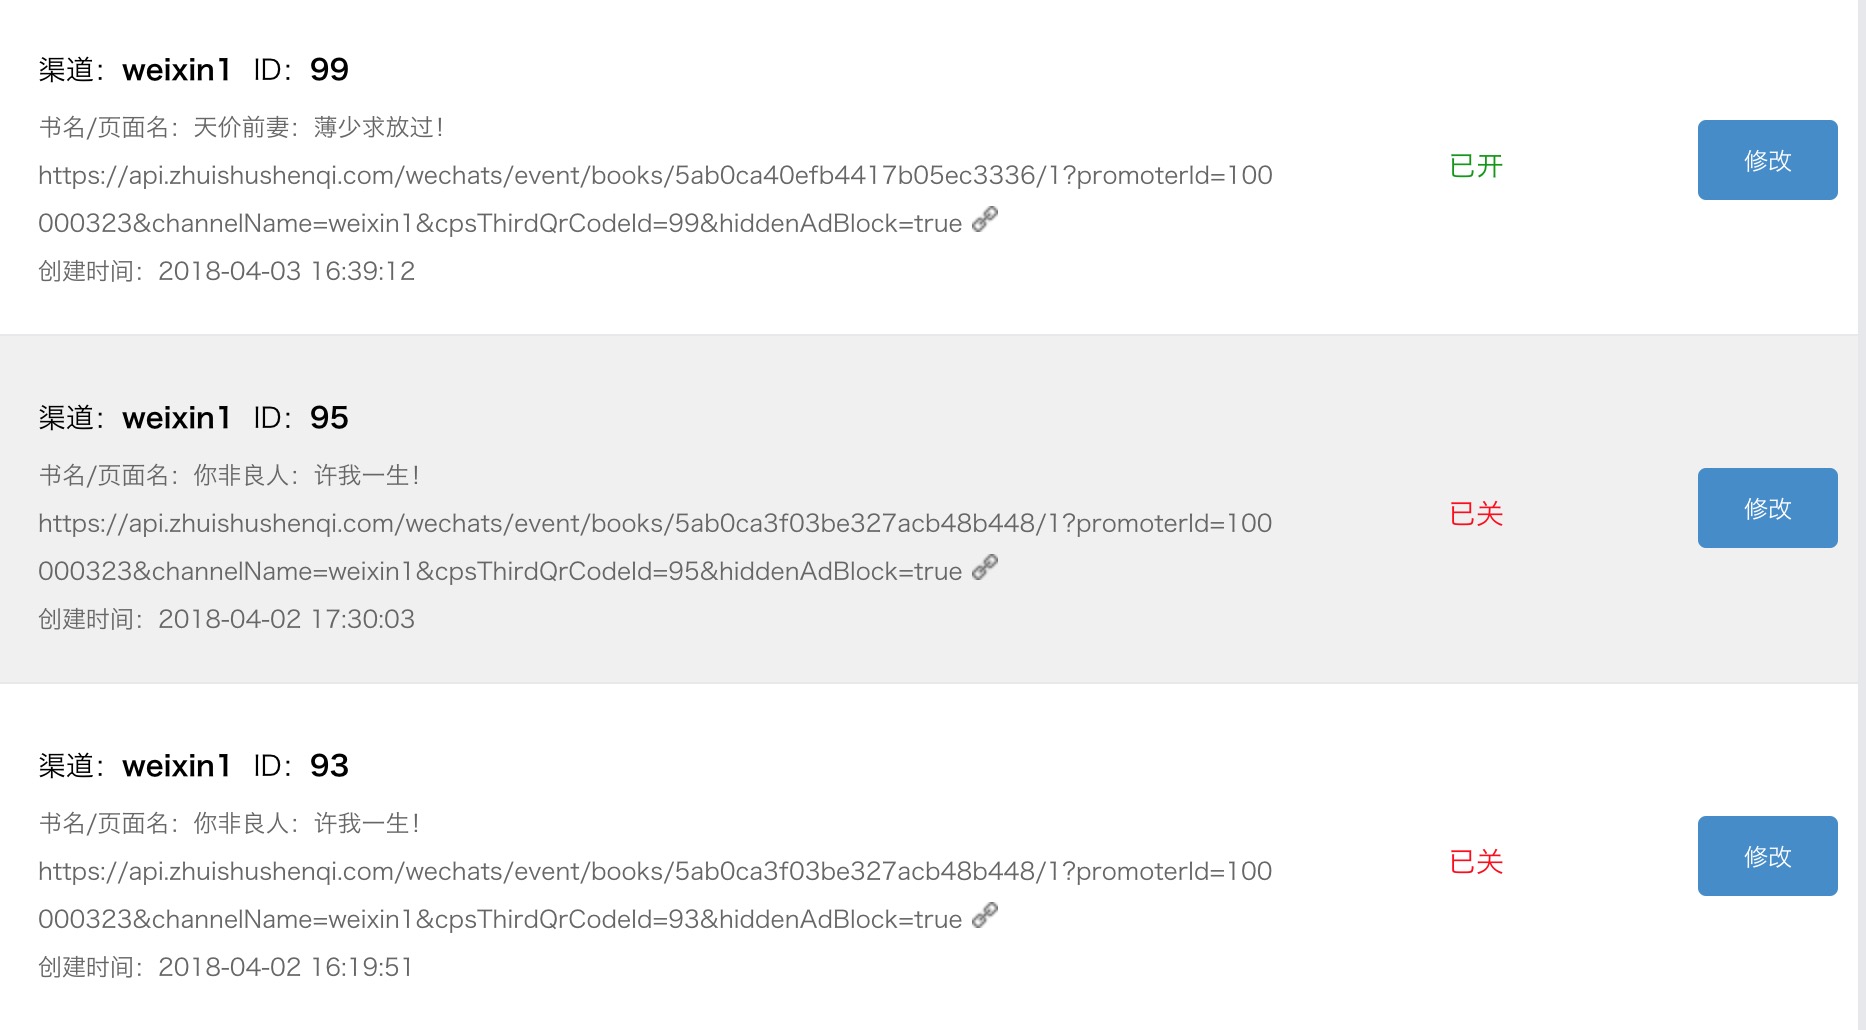 渠道：weixin1 ID：99
书名/页面名：天价前妻：薄少求放过！
https://api.zhuishushenqi.com/wechats/event/books/5ab0ca40efb4417b05ec3336/1?promoterId=100
000323&channelName=weixin1&cpsThirdQrCodeId=99&hiddenAdBlock=true
创建时间：2018-04-03 16:39:12
已开
修改
渠道：weixin1 ID：95
书名/页面名：你非良人：许我一生！
https://api.zhuishushenqi.com/wechats/event/books/5ab0ca3f03be327acb48b448/1?promoterId=100
000323&channelName=weixin1&cpsThirdQrCodeId=95&hiddenAdBlock=true
创建时间：2018-04-02 17:30:03
已关
修改
渠道：weixin1 ID：93
书名/页面名：你非良人：许我一生！
https://api.zhuishushenqi.com/wechats/event/books/5ab0ca3f03be327acb48b448/1?promoterId=100
000323&channelName=weixin1&cpsThirdQrCodeId=93&hiddenAdBlock=true
创建时间：2018-04-02 16:19:51
已关
修改